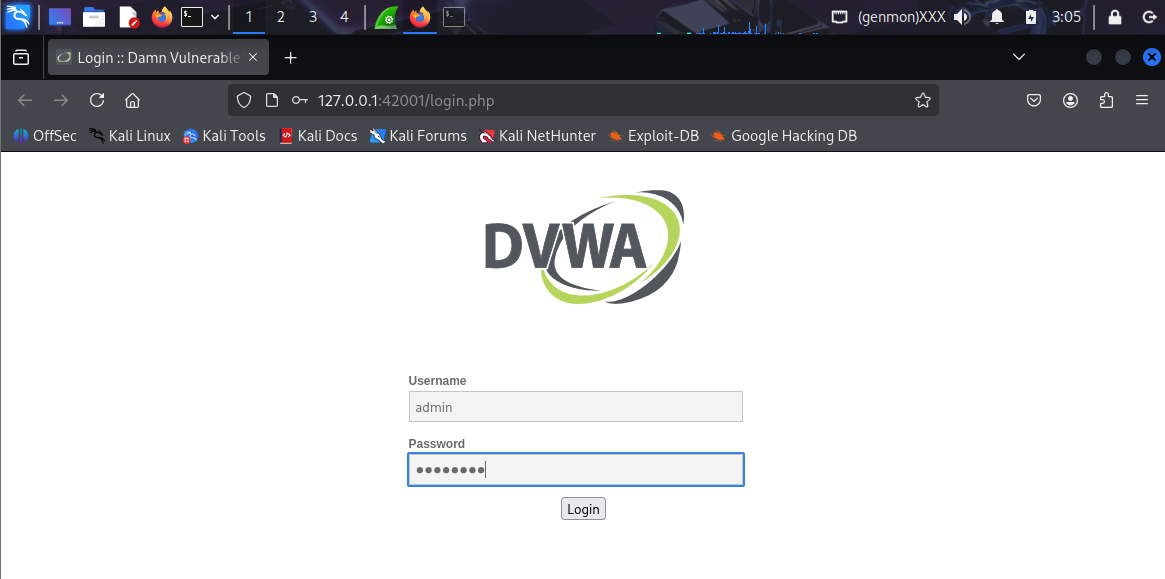 1 2 3 4 (genmon)XXX 3:05
Login :: Damn Vulnerable
127.0.0.1:42001/login.php
OffSec Kali Linux Kali Tools Kali Docs Kali Forums Kali NetHunter Exploit-DB Google Hacking DB
DVWA
Username
admin
Password
••••••••
Login